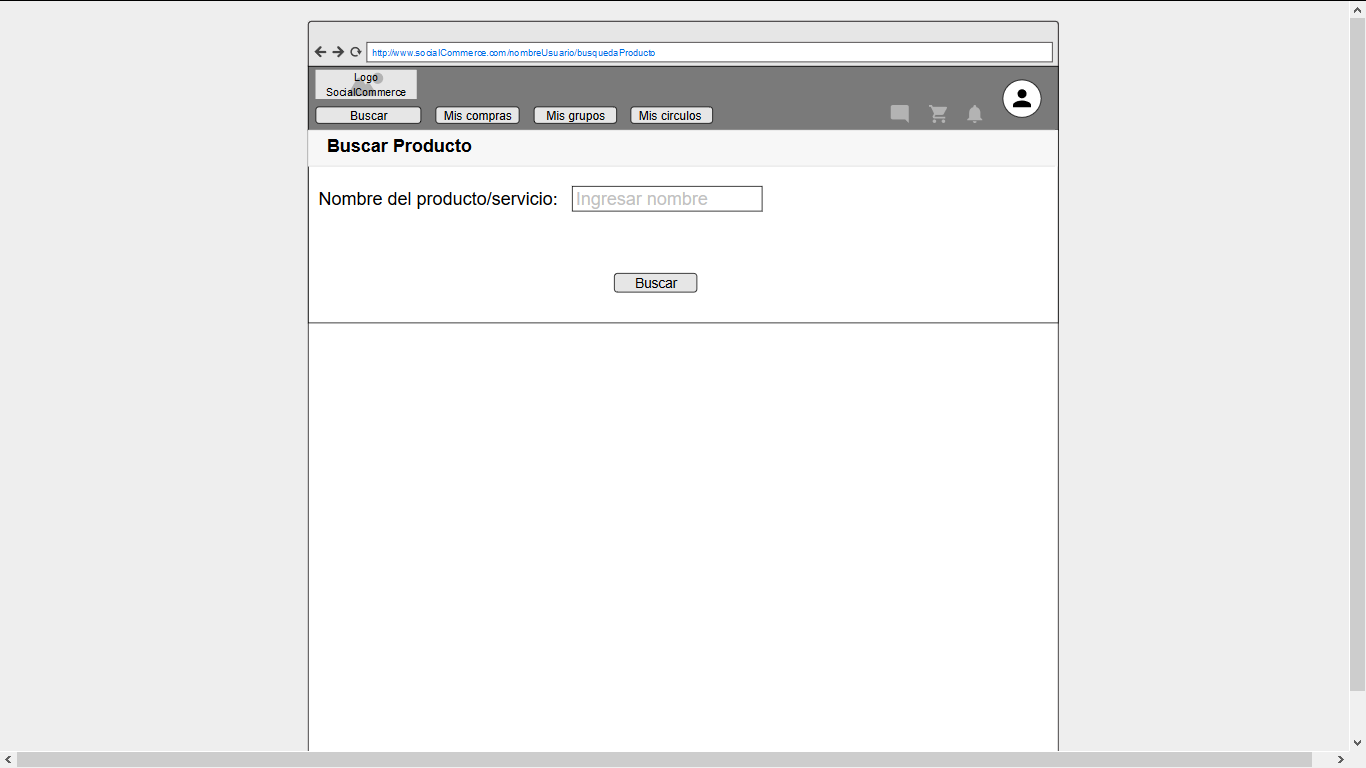 http://www.socialCommerce.com/nombreUsuario/busquedaProducto
Logo
SocialCommerce
Buscar
Mis compras
Mis grupos
Mis circulos
Buscar Producto
Nombre del producto/servicio:
Ingresar nombre
Buscar